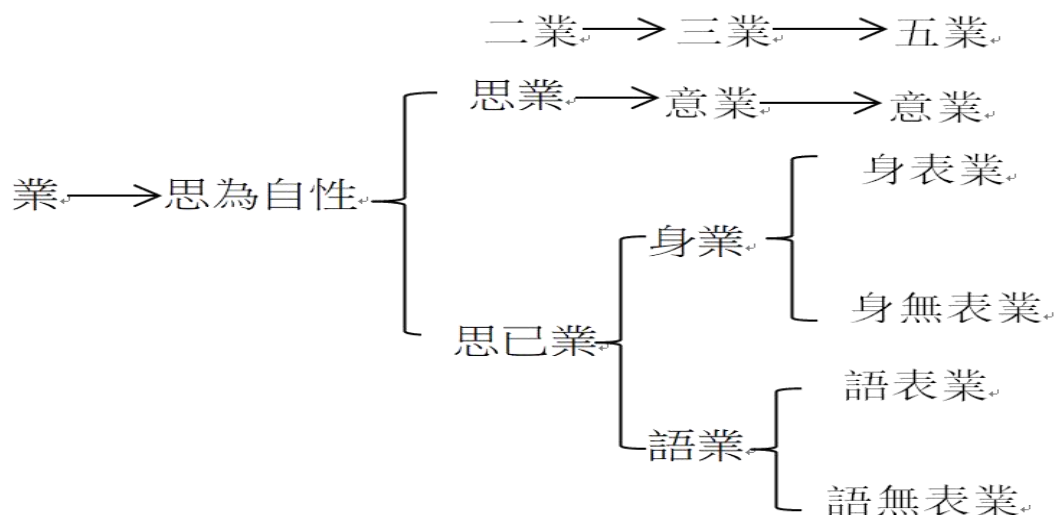 二業 三業 五業
思業 意業 意業
身表業
業 思為自性
身業
身無表業
思已業
語表業
語業
語無表業